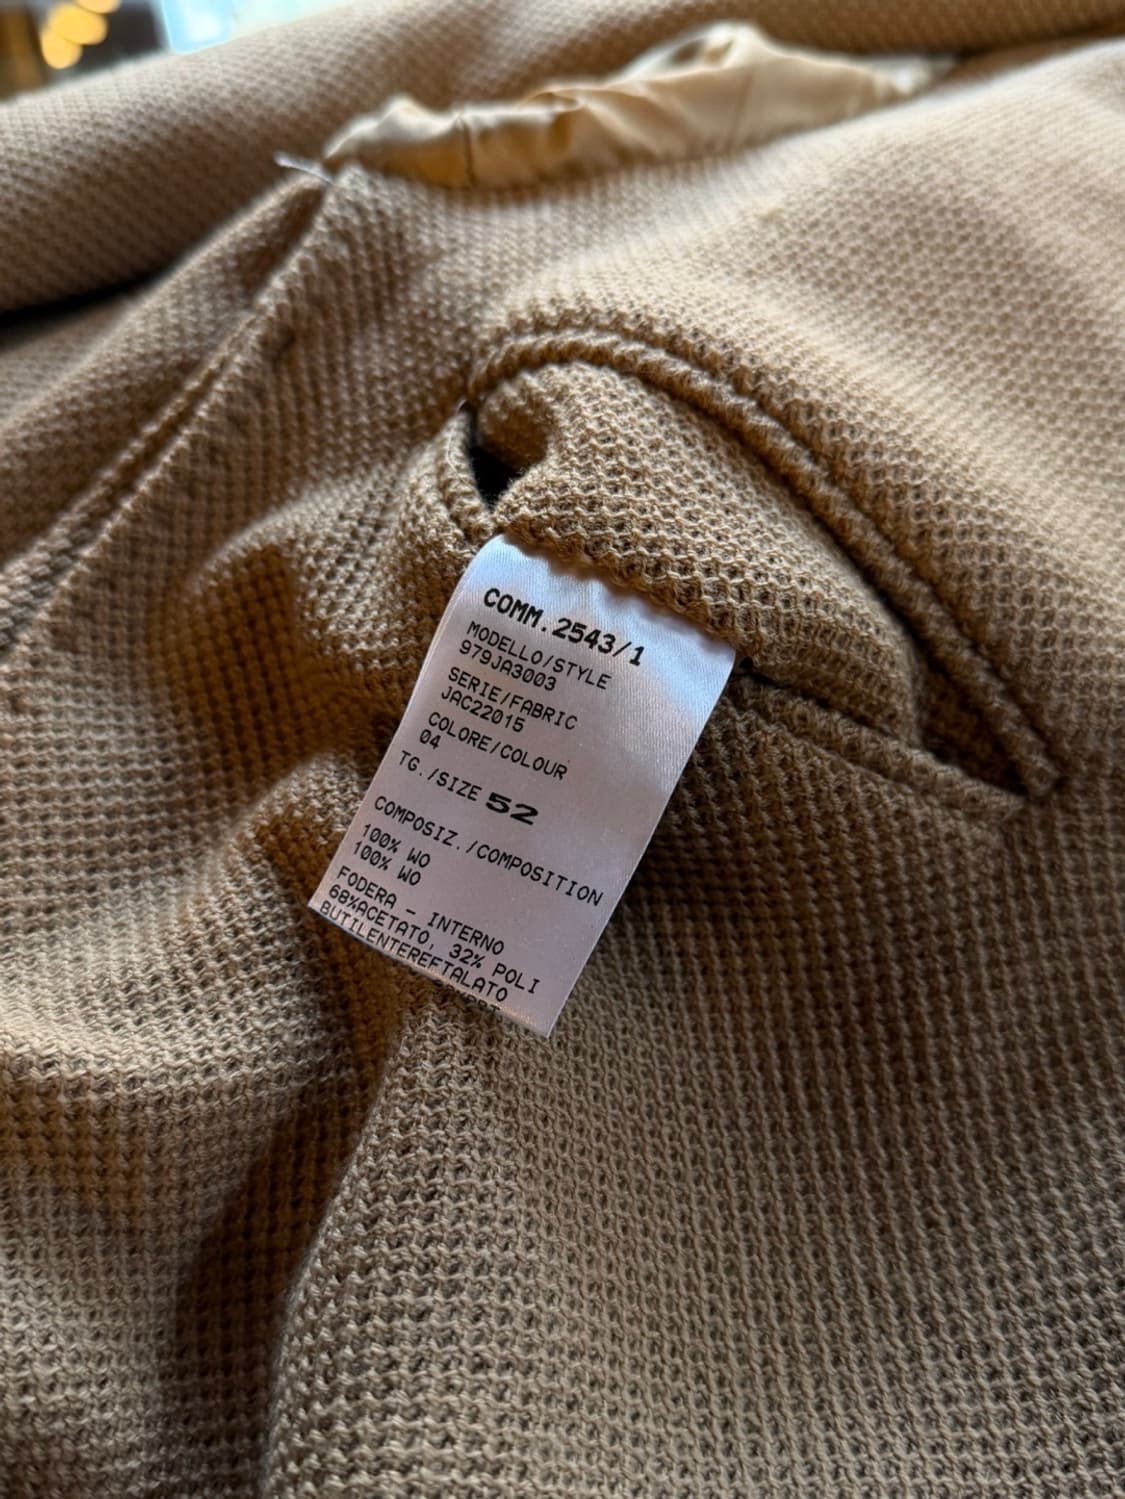 COMM.2543/1
MODELLO/STYLE
979JA3003
SERIE/FABRIC
JAC22015
COLORE/COLOUR
04
TG./SIZE 52
COMPOSIZ./COMPOSITION
100% WO
100% WO
FODERA - INTERNO
68%ACETATO, 32% POLI
BUTILENTEREFTALATO